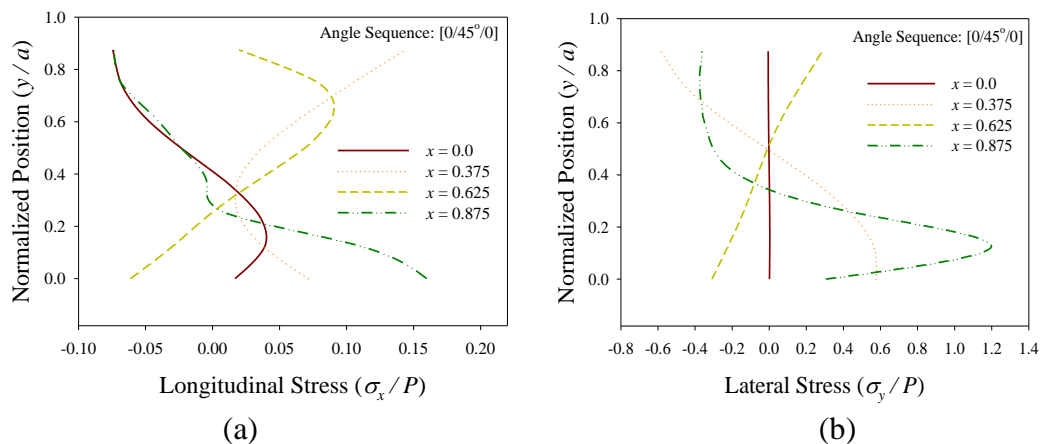 Angle Sequence: [0/45°/0]
Normalized Position (y / a)
1.0
0.8
0.6
0.4
0.2
0.0
x = 0.0
x = 0.375
x = 0.625
x = 0.875
-0.10 -0.05 0.00 0.05 0.10 0.15 0.20
Longitudinal Stress (σx / P)
(a)
Angle Sequence: [0/45°/0]
Normalized Position (y / a)
1.0
0.8
0.6
0.4
0.2
0.0
x = 0.0
x = 0.375
x = 0.625
x = 0.875
-0.8 -0.6 -0.4 -0.2 0.0 0.2 0.4 0.6 0.8 1.0 1.2 1.4
Lateral Stress (σy / P)
(b)